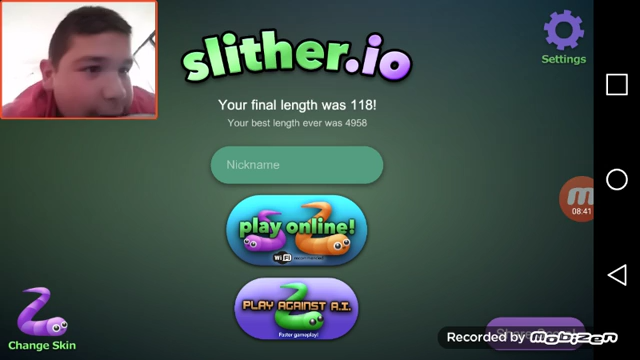 slither.io
Settings
Your final length was 118!
Your best length ever was 4958
Nickname
play online!
WiFi
PLAY AGAINST A.I.
Faster gameplay!
08:41
Change Skin
Recorded by mobizen